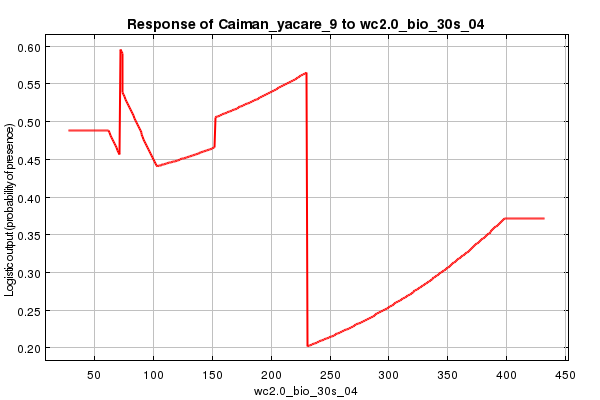 Response of Caiman_yacare_9 to wc2.0_bio_30s_04
Logistic output (probability of presence)
0.60
0.55
0.50
0.45
0.40
0.35
0.30
0.25
0.20
50 100 150 200 250 300 350 400 450
wc2.0_bio_30s_04